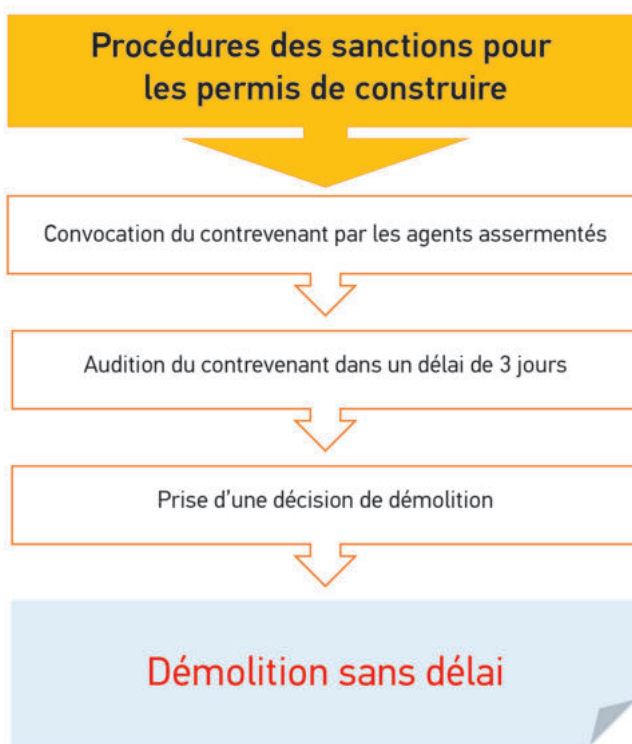 Procédures des sanctions pour
les permis de construire
Convocation du contrevenant par les agents assermentés
Audition du contrevenant dans un délai de 3 jours
Prise d’une décision de démolition
Démolition sans délai